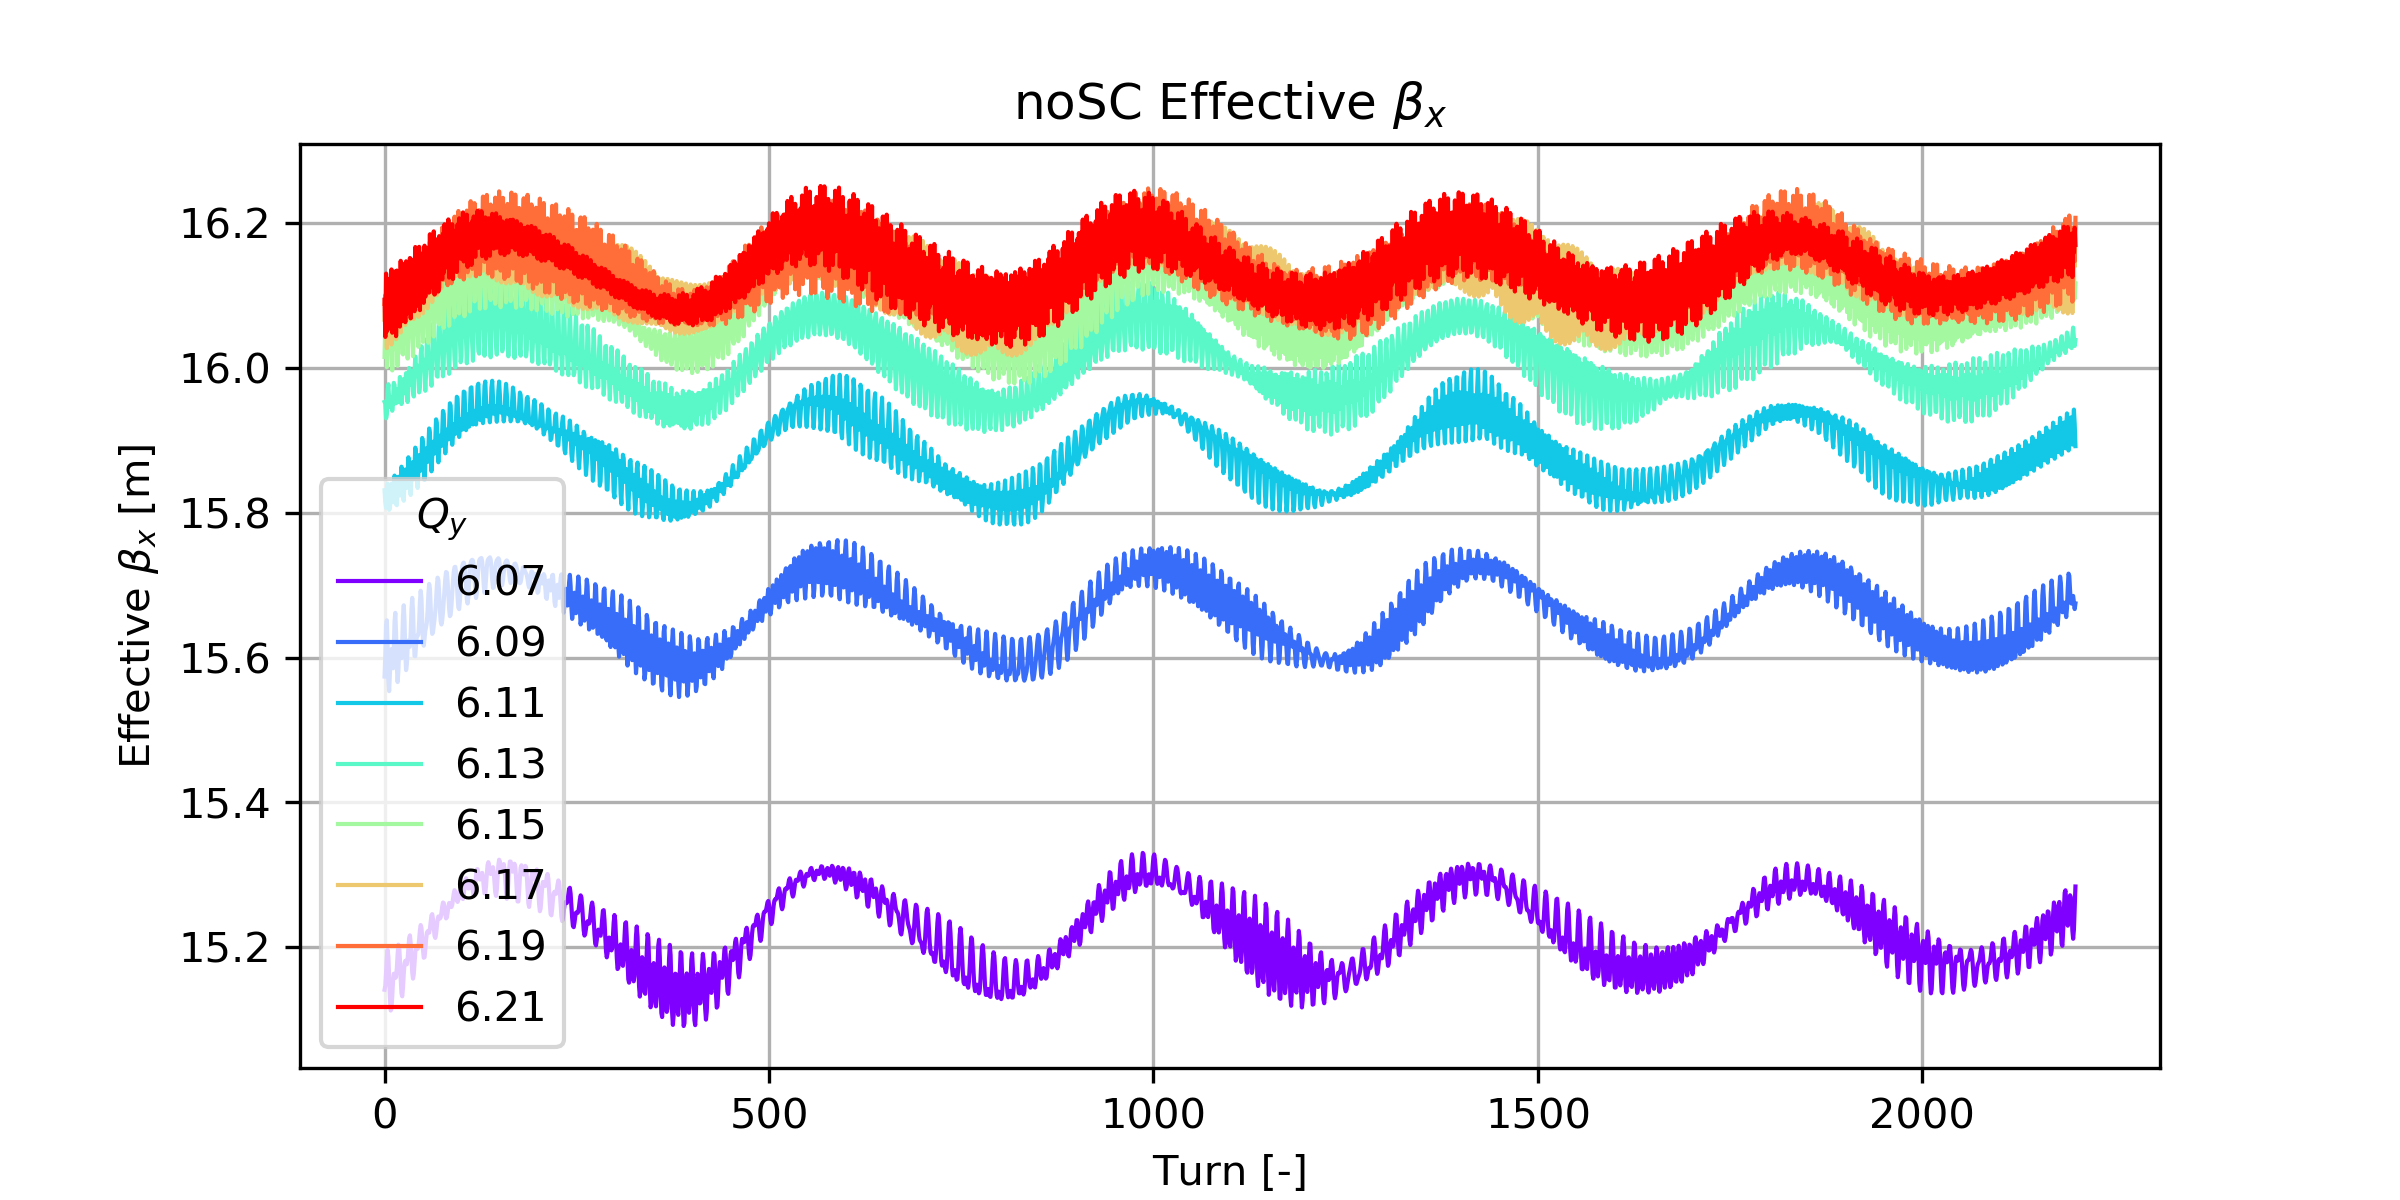 noSC Effective βx
Effective βx [m]
16.2
16.0
15.8
15.6
15.4
15.2
Qy
6.07
6.09
6.11
6.13
6.15
6.17
6.19
6.21
0 500 1000 1500 2000
Turn [-]